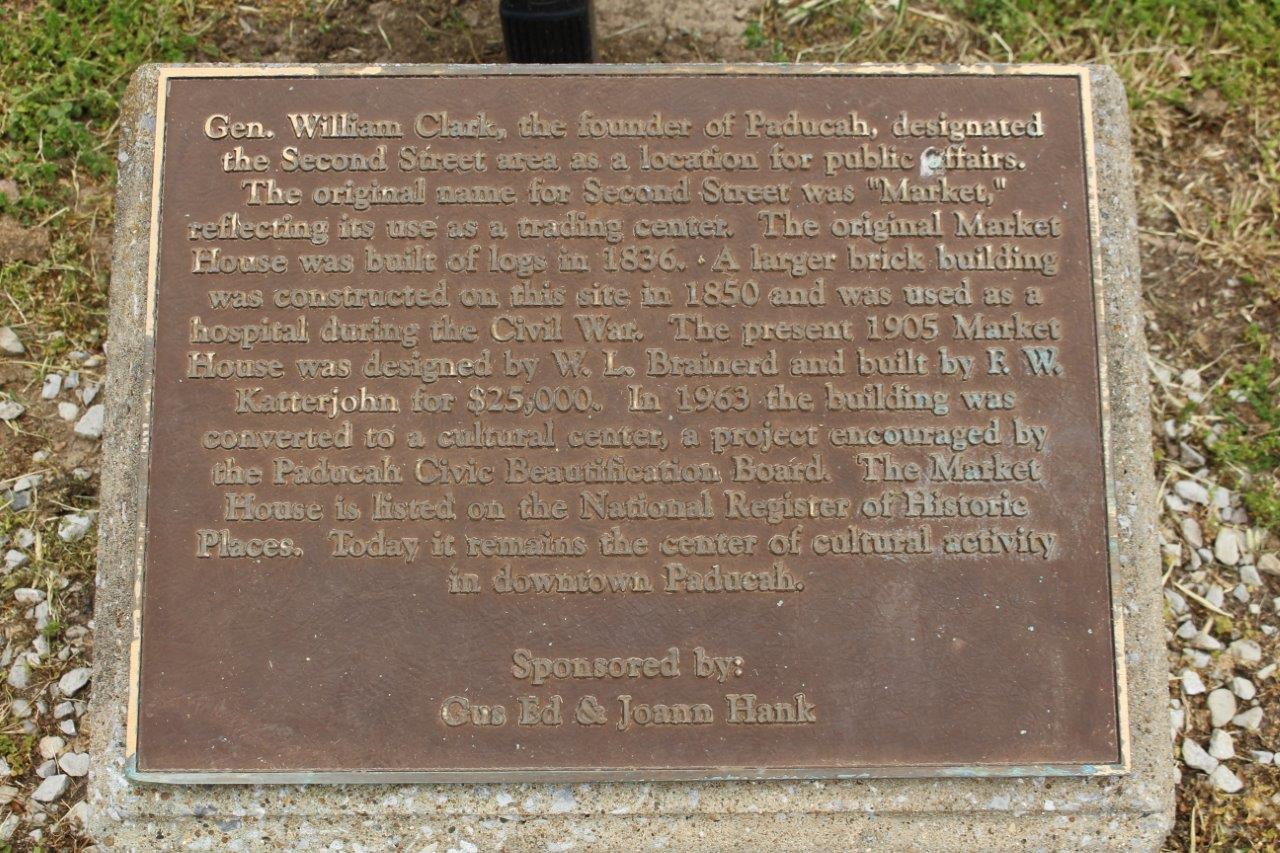 Gen. William Clark, the founder of Paducah, designated
the Second Street area as a location for public affairs.
The original name for Second Street was "Market,"
reflecting its use as a trading center. The original Market
House was built of logs in 1836. A larger brick building
was constructed on this site in 1850 and was used as a
hospital during the Civil War. The present 1905 Market
House was designed by W. L. Brainerd and built by F. W.
Katterjohn for $25,000. In 1963 the building was
converted to a cultural center, a project encouraged by
the Paducah Civic Beautification Board. The Market
House is listed on the National Register of Historic
Places. Today it remains the center of cultural activity
in downtown Paducah.
Sponsored by:
Gus Ed & Joann Hank